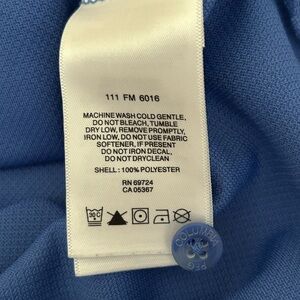 111 FM 6016
MACHINE WASH COLD GENTLE,
DO NOT BLEACH, TUMBLE
DRY LOW, REMOVE PROMPTLY,
IRON LOW, DO NOT USE FABRIC
SOFTENER, IF PRESENT
DO NOT IRON DECAL,
DO NOT DRYCLEAN
SHELL : 100% POLYESTER
RN 69724
CA 05367
30C
COLUMBIA